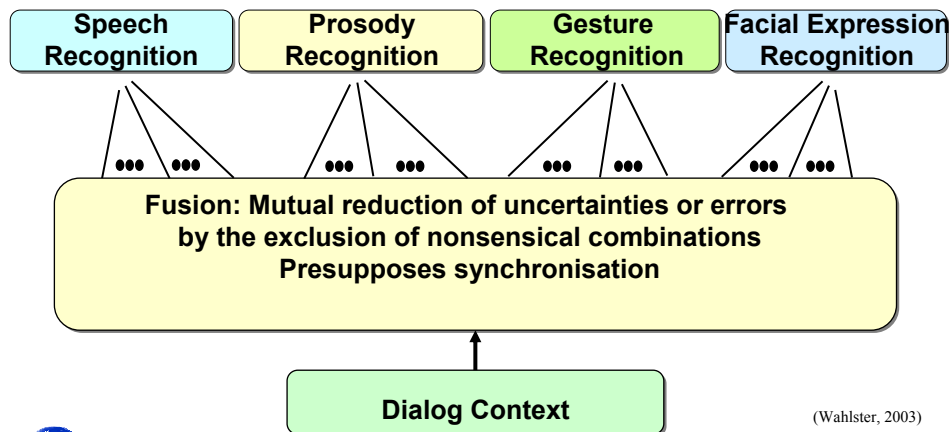 Speech
Recognition
Prosody
Recognition
Gesture
Recognition
Facial Expression
Recognition
Fusion: Mutual reduction of uncertainties or errors
by the exclusion of nonsensical combinations
Presupposes synchronisation
Dialog Context
(Wahlster, 2003)